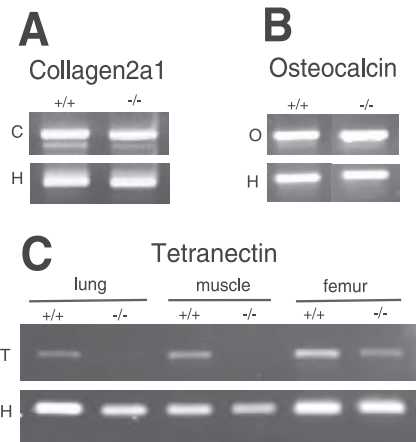 A
Collagen2a1
+/+ -/-
C
H
B
Osteocalcin
+/+ -/-
O
H
C Tetranectin
lung muscle femur
+/+ -/- +/+ -/- +/+ -/-
T
H